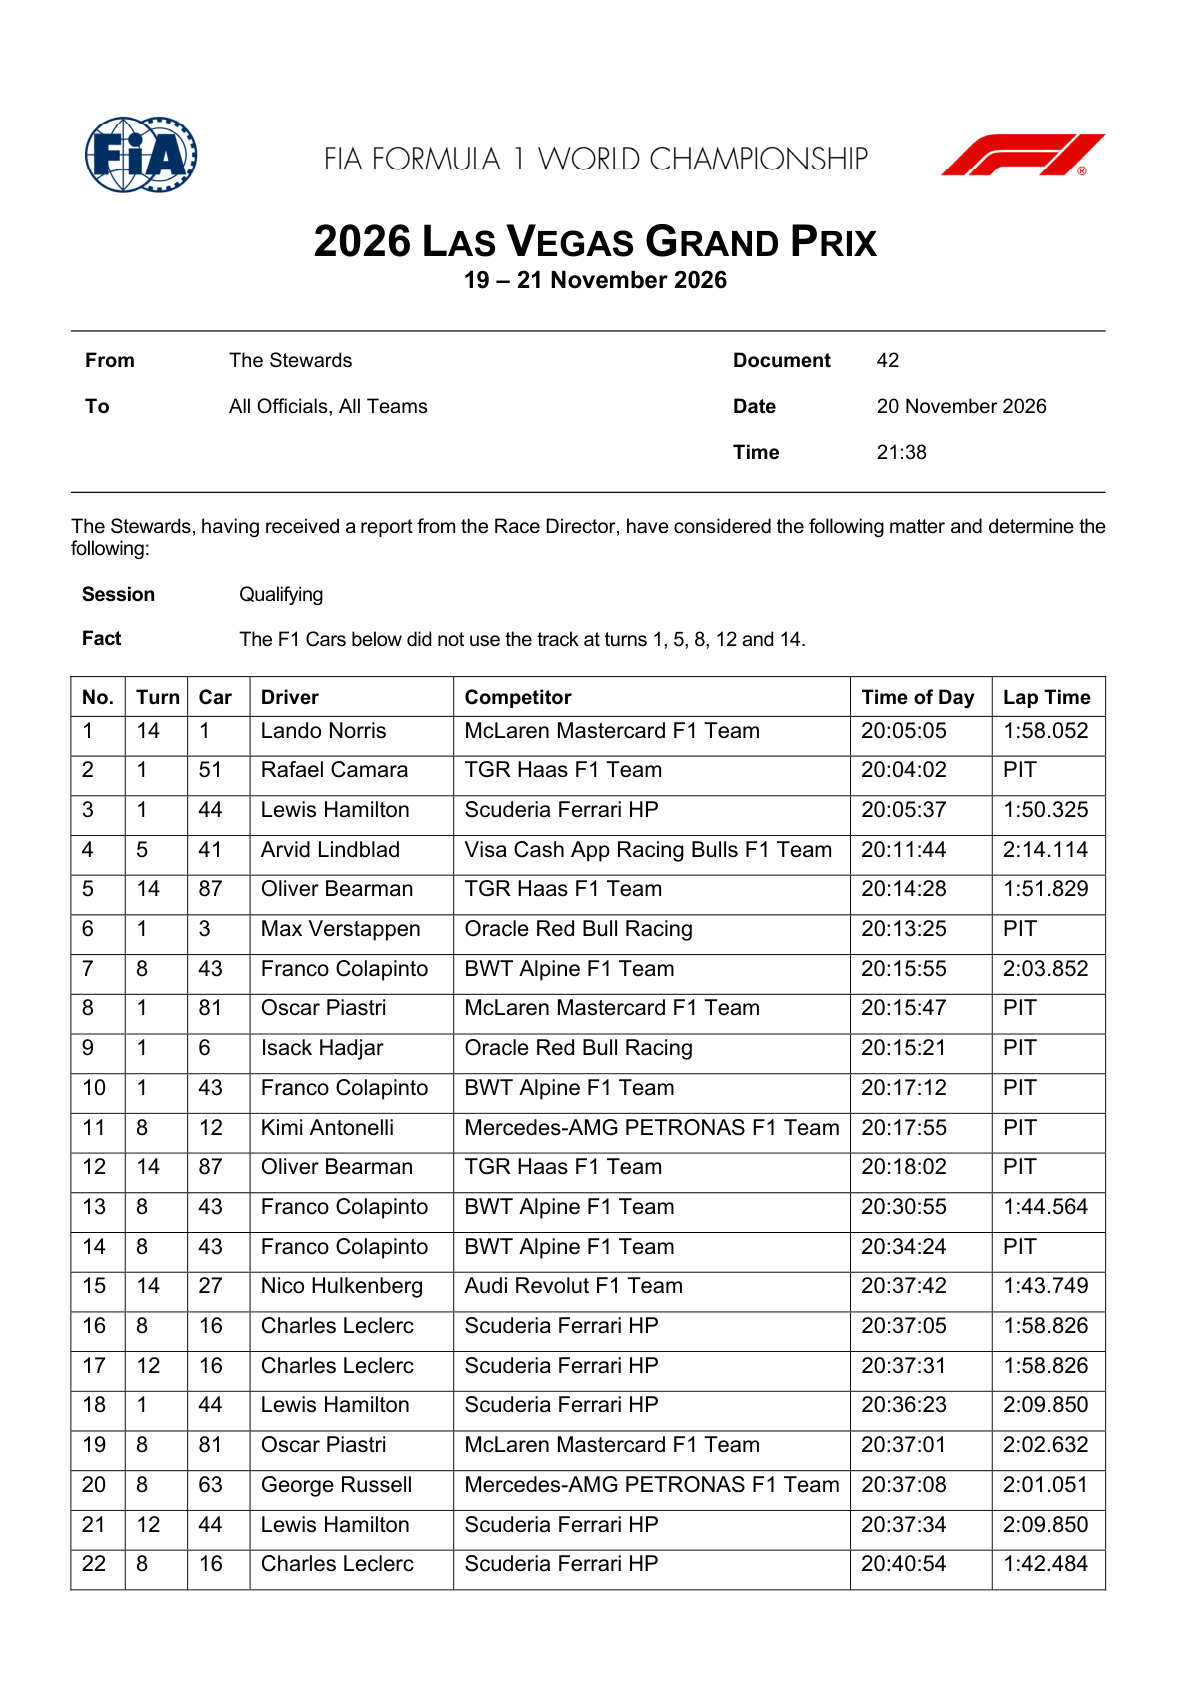 FiA
FIA FORMULA 1 WORLD CHAMPIONSHIP
F1®
2026 LAS VEGAS GRAND PRIX
19 – 21 November 2026
From The Stewards Document 42
To All Officials, All Teams Date 20 November 2026
Time 21:38
The Stewards, having received a report from the Race Director, have considered the following matter and determine the
following:
Session Qualifying
Fact The F1 Cars below did not use the track at turns 1, 5, 8, 12 and 14.
No. Turn Car Driver Competitor Time of Day Lap Time
1 14 1 Lando Norris McLaren Mastercard F1 Team 20:05:05 1:58.052
2 1 51 Rafael Camara TGR Haas F1 Team 20:04:02 PIT
3 1 44 Lewis Hamilton Scuderia Ferrari HP 20:05:37 1:50.325
4 5 41 Arvid Lindblad Visa Cash App Racing Bulls F1 Team 20:11:44 2:14.114
5 14 87 Oliver Bearman TGR Haas F1 Team 20:14:28 1:51.829
6 1 3 Max Verstappen Oracle Red Bull Racing 20:13:25 PIT
7 8 43 Franco Colapinto BWT Alpine F1 Team 20:15:55 2:03.852
8 1 81 Oscar Piastri McLaren Mastercard F1 Team 20:15:47 PIT
9 1 6 Isack Hadjar Oracle Red Bull Racing 20:15:21 PIT
10 1 43 Franco Colapinto BWT Alpine F1 Team 20:17:12 PIT
11 8 12 Kimi Antonelli Mercedes-AMG PETRONAS F1 Team 20:17:55 PIT
12 14 87 Oliver Bearman TGR Haas F1 Team 20:18:02 PIT
13 8 43 Franco Colapinto BWT Alpine F1 Team 20:30:55 1:44.564
14 8 43 Franco Colapinto BWT Alpine F1 Team 20:34:24 PIT
15 14 27 Nico Hulkenberg Audi Revolut F1 Team 20:37:42 1:43.749
16 8 16 Charles Leclerc Scuderia Ferrari HP 20:37:05 1:58.826
17 12 16 Charles Leclerc Scuderia Ferrari HP 20:37:31 1:58.826
18 1 44 Lewis Hamilton Scuderia Ferrari HP 20:36:23 2:09.850
19 8 81 Oscar Piastri McLaren Mastercard F1 Team 20:37:01 2:02.632
20 8 63 George Russell Mercedes-AMG PETRONAS F1 Team 20:37:08 2:01.051
21 12 44 Lewis Hamilton Scuderia Ferrari HP 20:37:34 2:09.850
22 8 16 Charles Leclerc Scuderia Ferrari HP 20:40:54 1:42.484